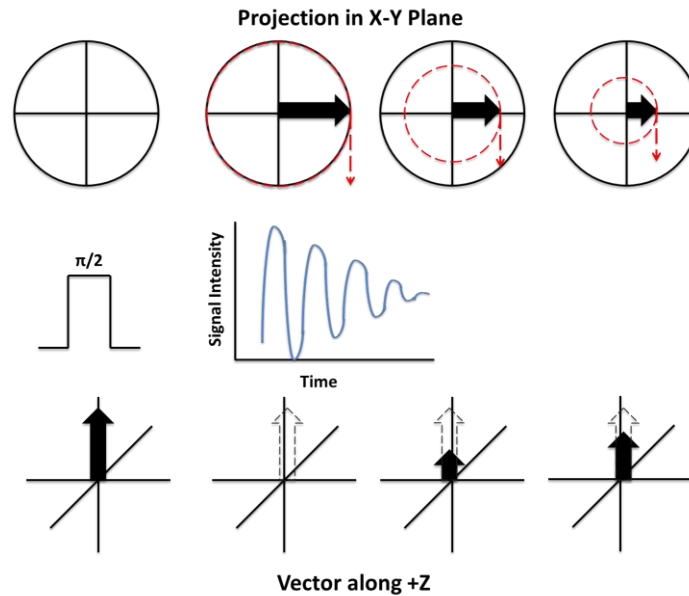 Projection in X-Y Plane
π/2
Signal Intensity
Time
Vector along +Z